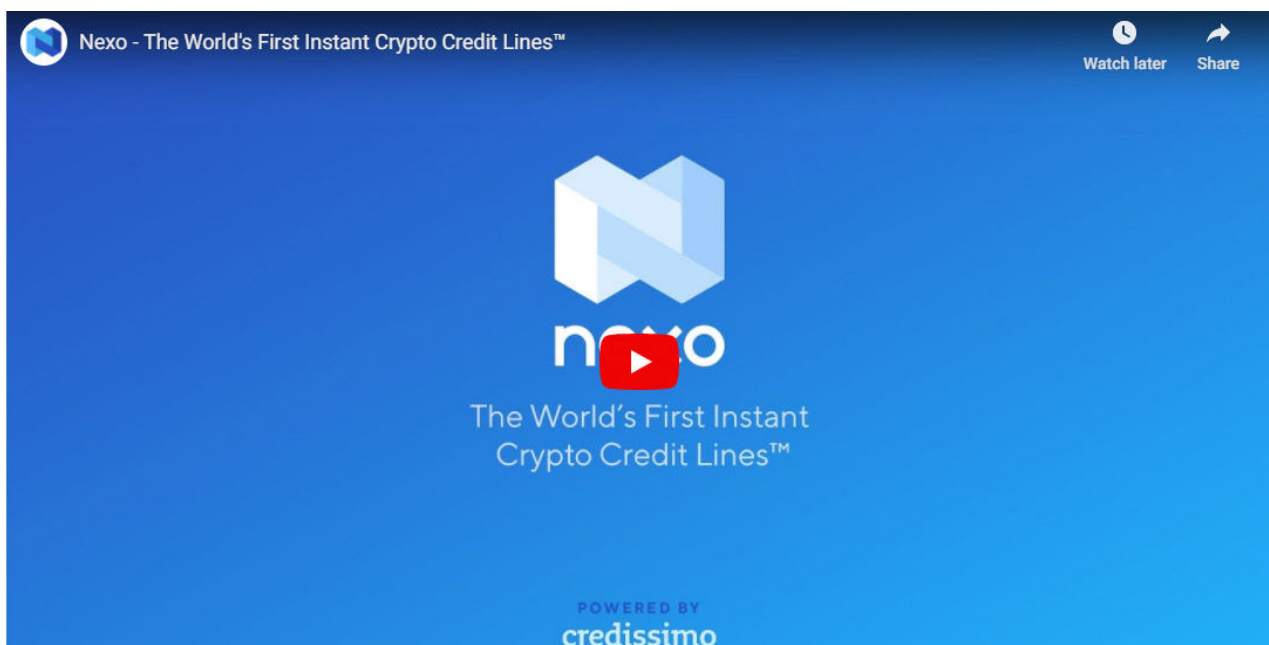 Nexo - The World's First Instant Crypto Credit Lines™
Watch later
Share
nexo
The World's First Instant
Crypto Credit Lines™
POWERED BY
credissimo